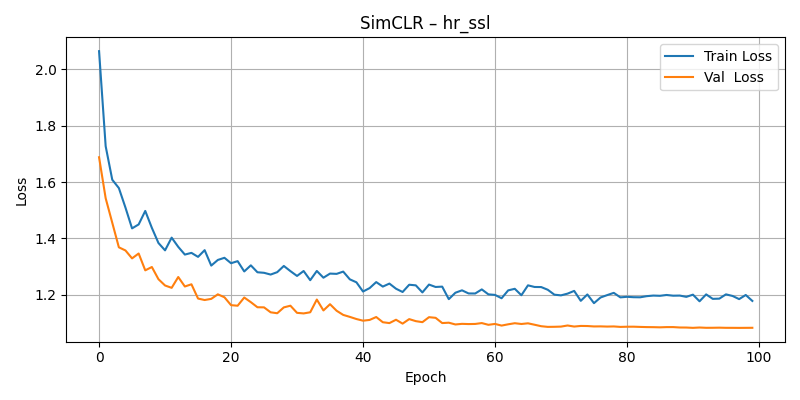 SimCLR – hr_ssl
Train Loss
Val  Loss
Loss
2.0
1.8
1.6
1.4
1.2
0 20 40 60 80 100
Epoch